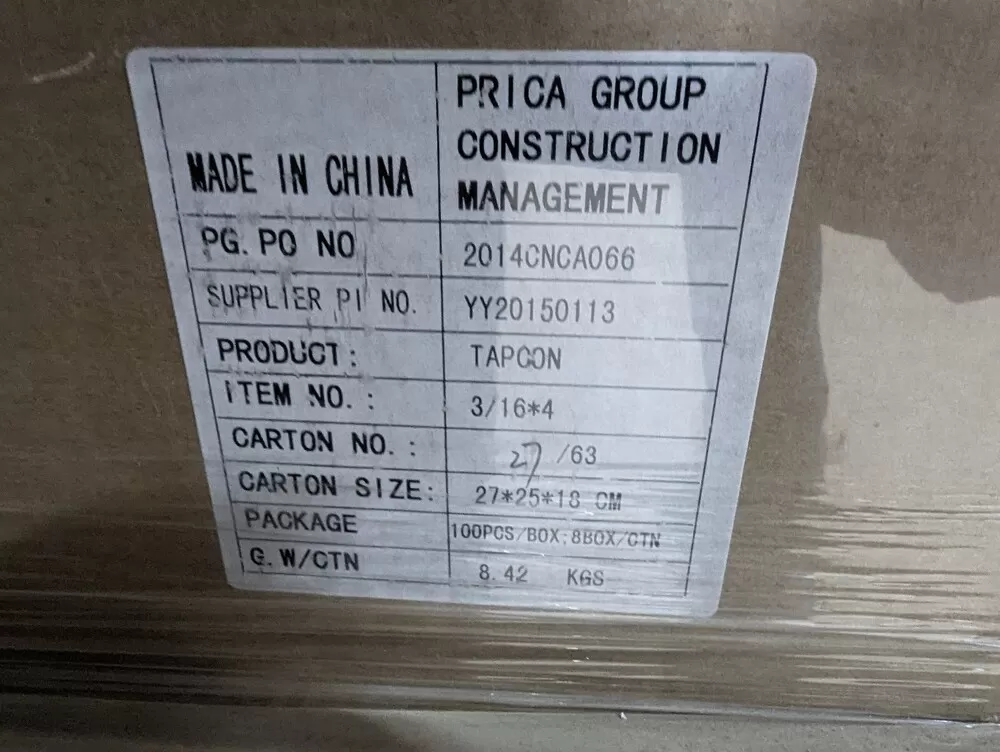 PRICA GROUP
CONSTRUCTION
MADE IN CHINA MANAGEMENT
PG. PO NO 2014CNCA066
SUPPLIER PI NO. YY20150113
PRODUCT: TAPCON
ITEM NO.: 3/16*4
CARTON NO.: 27/63
CARTON SIZE: 27*25*18 CM
PACKAGE 100PCS/BOX;8BOX/CTN
G.W/CTN 8.42 KGS